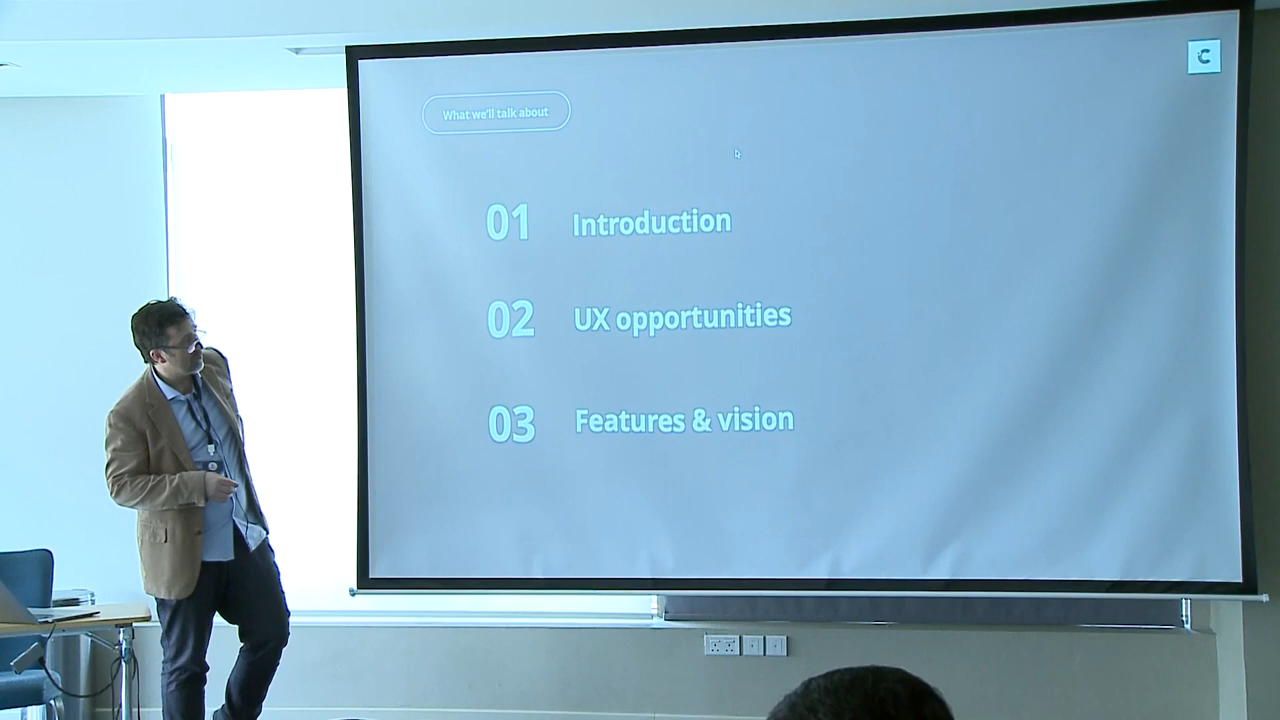 What we'll talk about
01 Introduction
02 UX opportunities
03 Features & vision